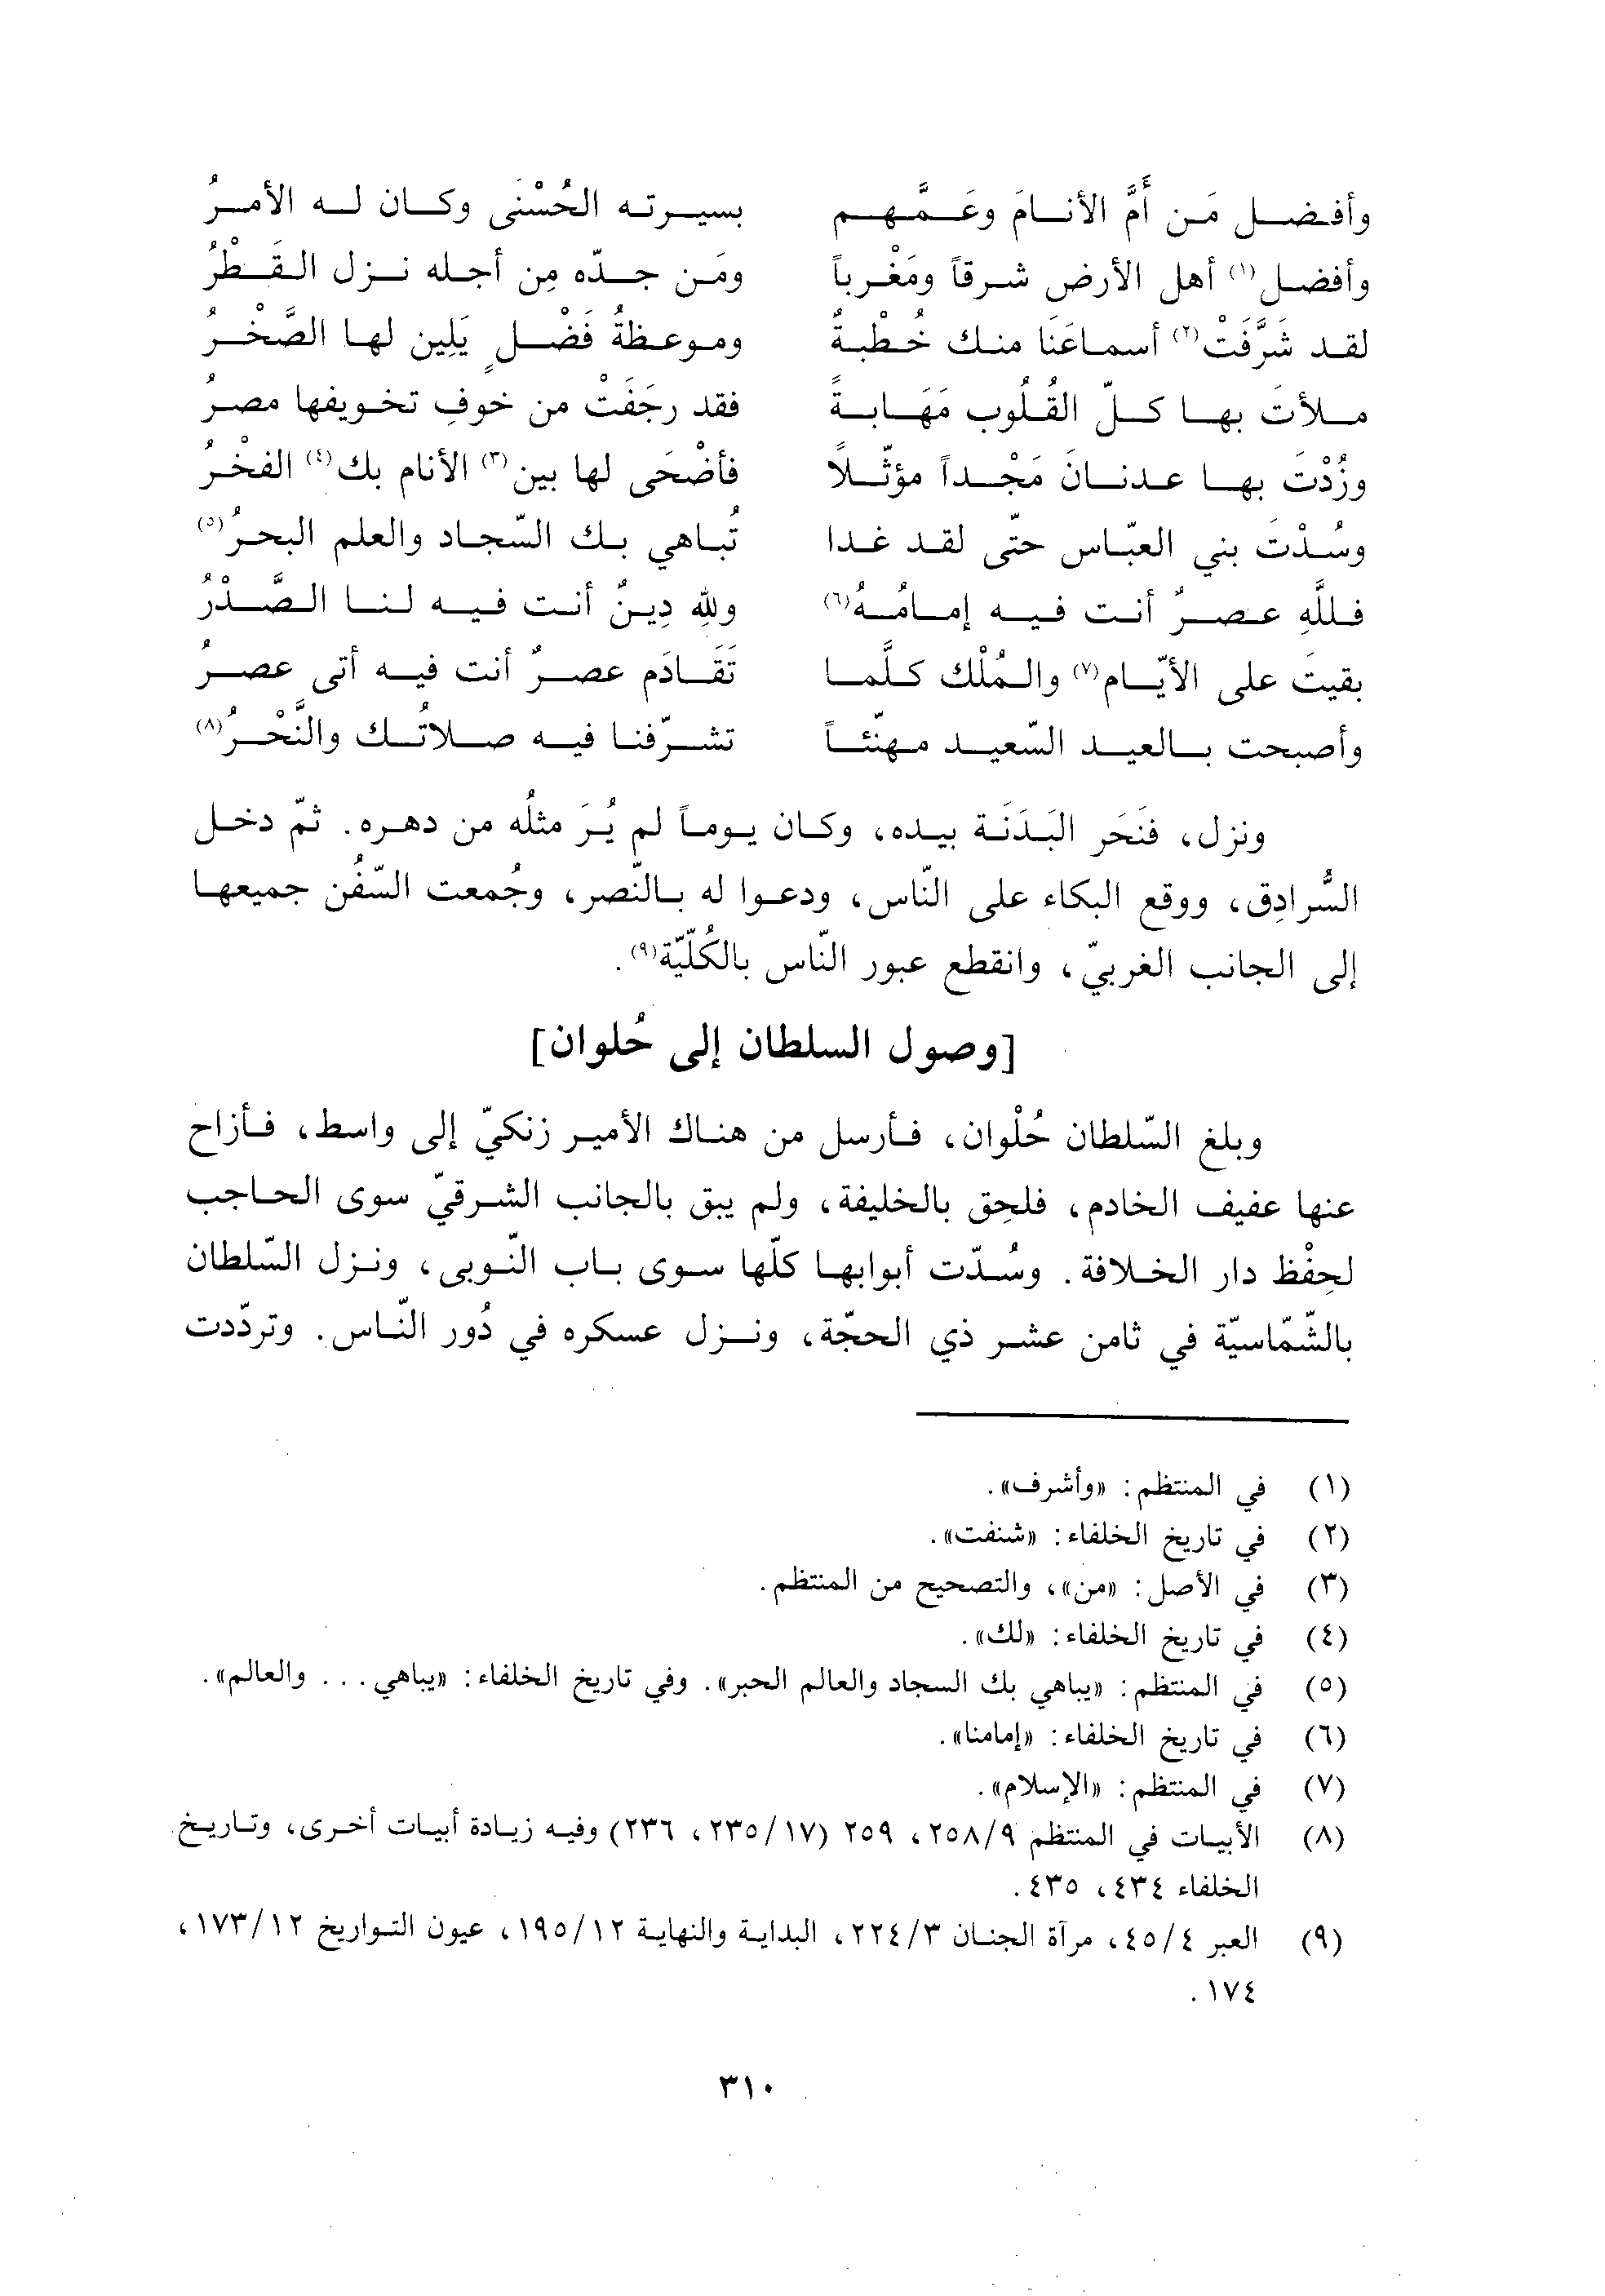 وأفضل مَن أَمَّ الأنامَ وعَمَّهم بسيرته الحُسْنَى وكان له الأمرُ
وأفضل(١) أهل الأرض شرقاً ومَغْرباً ومَن جدّه مِن أجله نزل القَطْرُ
لقد شَرَّفَتْ(٢) أسماعَنَا منك خُطْبةٌ وموعظةُ فَضْلٍ يَلِين لها الصَّخْرُ
ملأتَ بها كلّ القُلُوب مَهَابةً فقد رجَفَتْ من خوفِ تخويفها مصرُ
وزُدْتَ بها عدنانَ مَجْداً مؤثّلاً فأضْحَى لها بين(٣) الأنام بك(٤) الفخْرُ
وسُدْتَ بني العبّاس حتّى لقد غدا تُباهي بك السّجاد والعلم البحرُ(٥)
فللَّهِ عصرٌ أنت فيه إمامُهُ(٦) وللهِ دِينٌ أنت فيه لنا الصَّدْرُ
بقيتَ على الأيّام(٧) والمُلْك كلَّما تَقَادَم عصرٌ أنت فيه أتى عصرُ
وأصبحت بالعيد السّعيد مهنّئاً تشرّفنا فيه صلاتُك والنَّحْرُ(٨)
ونزل، فنَحَر البَدَنَة بيده، وكان يوماً لم يُرَ مثلُه من دهره. ثمّ دخل
السُّرادِق، ووقع البكاء على النّاس، ودعوا له بالنّصر، وجُمعت السّفُن جميعها
إلى الجانب الغربيّ، وانقطع عبور النّاس بالكُلّيّة(٩).
[وصول السلطان إلى حُلوان]
وبلغ السّلطان حُلْوان، فأرسل من هناك الأمير زنكيّ إلى واسط، فأزاح
عنها عفيف الخادم، فلحِق بالخليفة، ولم يبق بالجانب الشرقيّ سوى الحاجب
لحِفْظ دار الخلافة. وسُدّت أبوابها كلّها سوى باب النّوبى، ونزل السّلطان
بالشّمّاسيّة في ثامن عشر ذي الحجّة، ونزل عسكره في دُور النّاس. وتردّدت
(١) في المنتظم: «وأشرف».
(٢) في تاريخ الخلفاء: «شنفت».
(٣) في الأصل: «من»، والتصحيح من المنتظم.
(٤) في تاريخ الخلفاء: «لك».
(٥) في المنتظم: «يباهي بك السجاد والعالم الحبر». وفي تاريخ الخلفاء: «يباهي... والعالم».
(٦) في تاريخ الخلفاء: «إمامنا».
(٧) في المنتظم: «الإسلام».
(٨) الأبيات في المنتظم ٢٥٨/٩، ٢٥٩ (٢٣٥/١٧، ٢٣٦) وفيه زيادة أبيات أخرى، وتاريخ
الخلفاء ٤٣٤، ٤٣٥.
(٩) العبر ٤٥/٤، مرآة الجنان ٢٢٤/٣، البداية والنهاية ١٩٥/١٢، عيون التواريخ ١٧٣/١٢،
١٧٤.
٣١٠